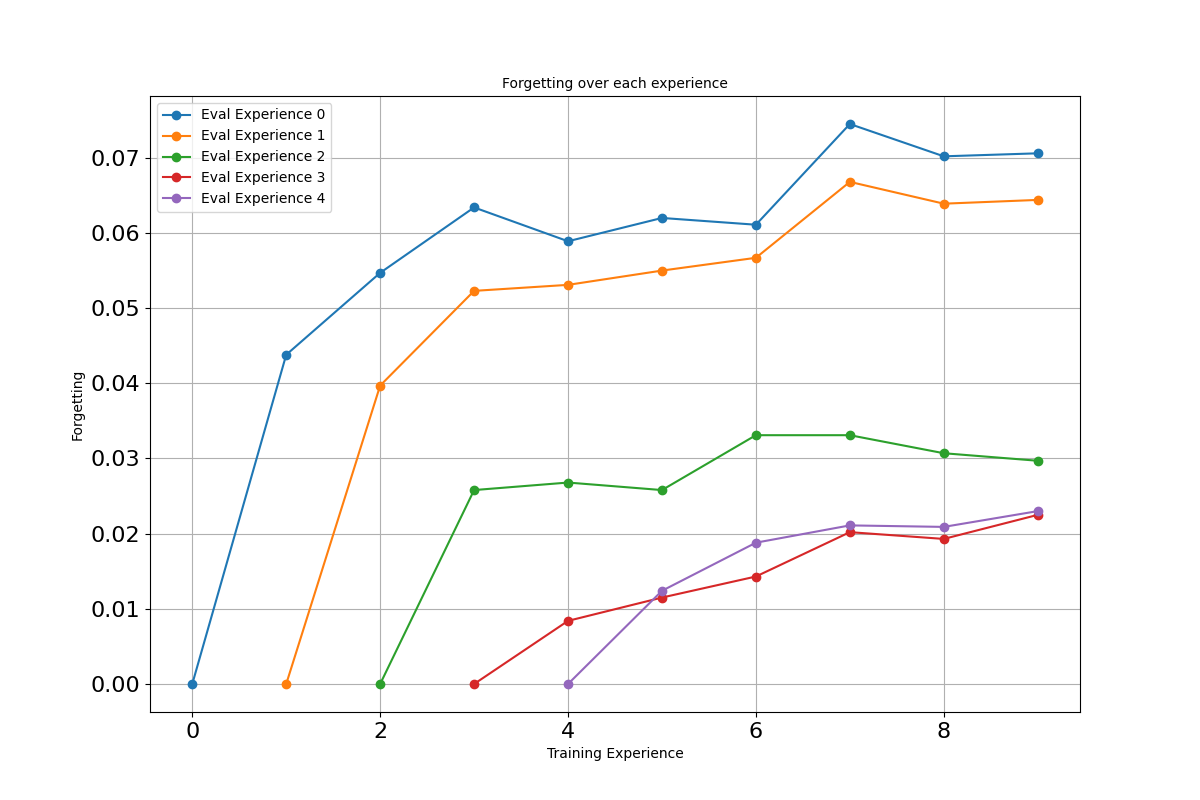 Forgetting over each experience
Eval Experience 0
Eval Experience 1
Eval Experience 2
Eval Experience 3
Eval Experience 4
0.07
0.06
0.05
0.04
0.03
0.02
0.01
0.00
Forgetting
0 2 4 6 8
Training Experience